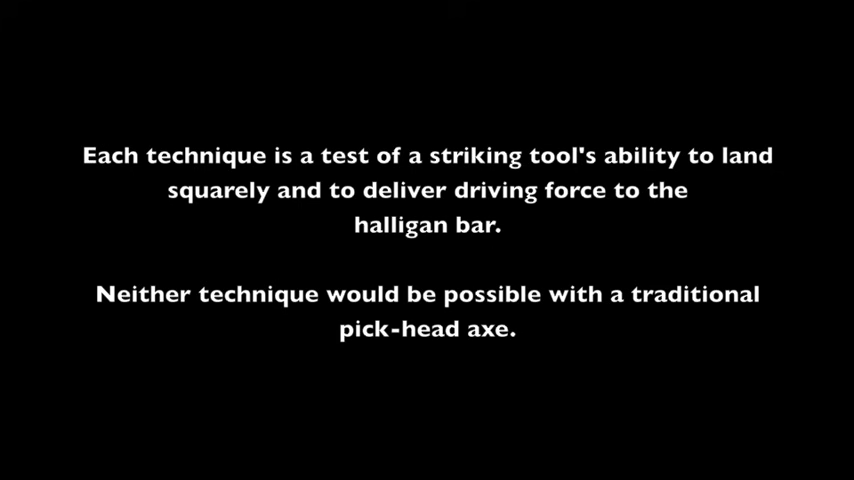 Each technique is a test of a striking tool's ability to land
squarely and to deliver driving force to the
halligan bar.
Neither technique would be possible with a traditional
pick-head axe.